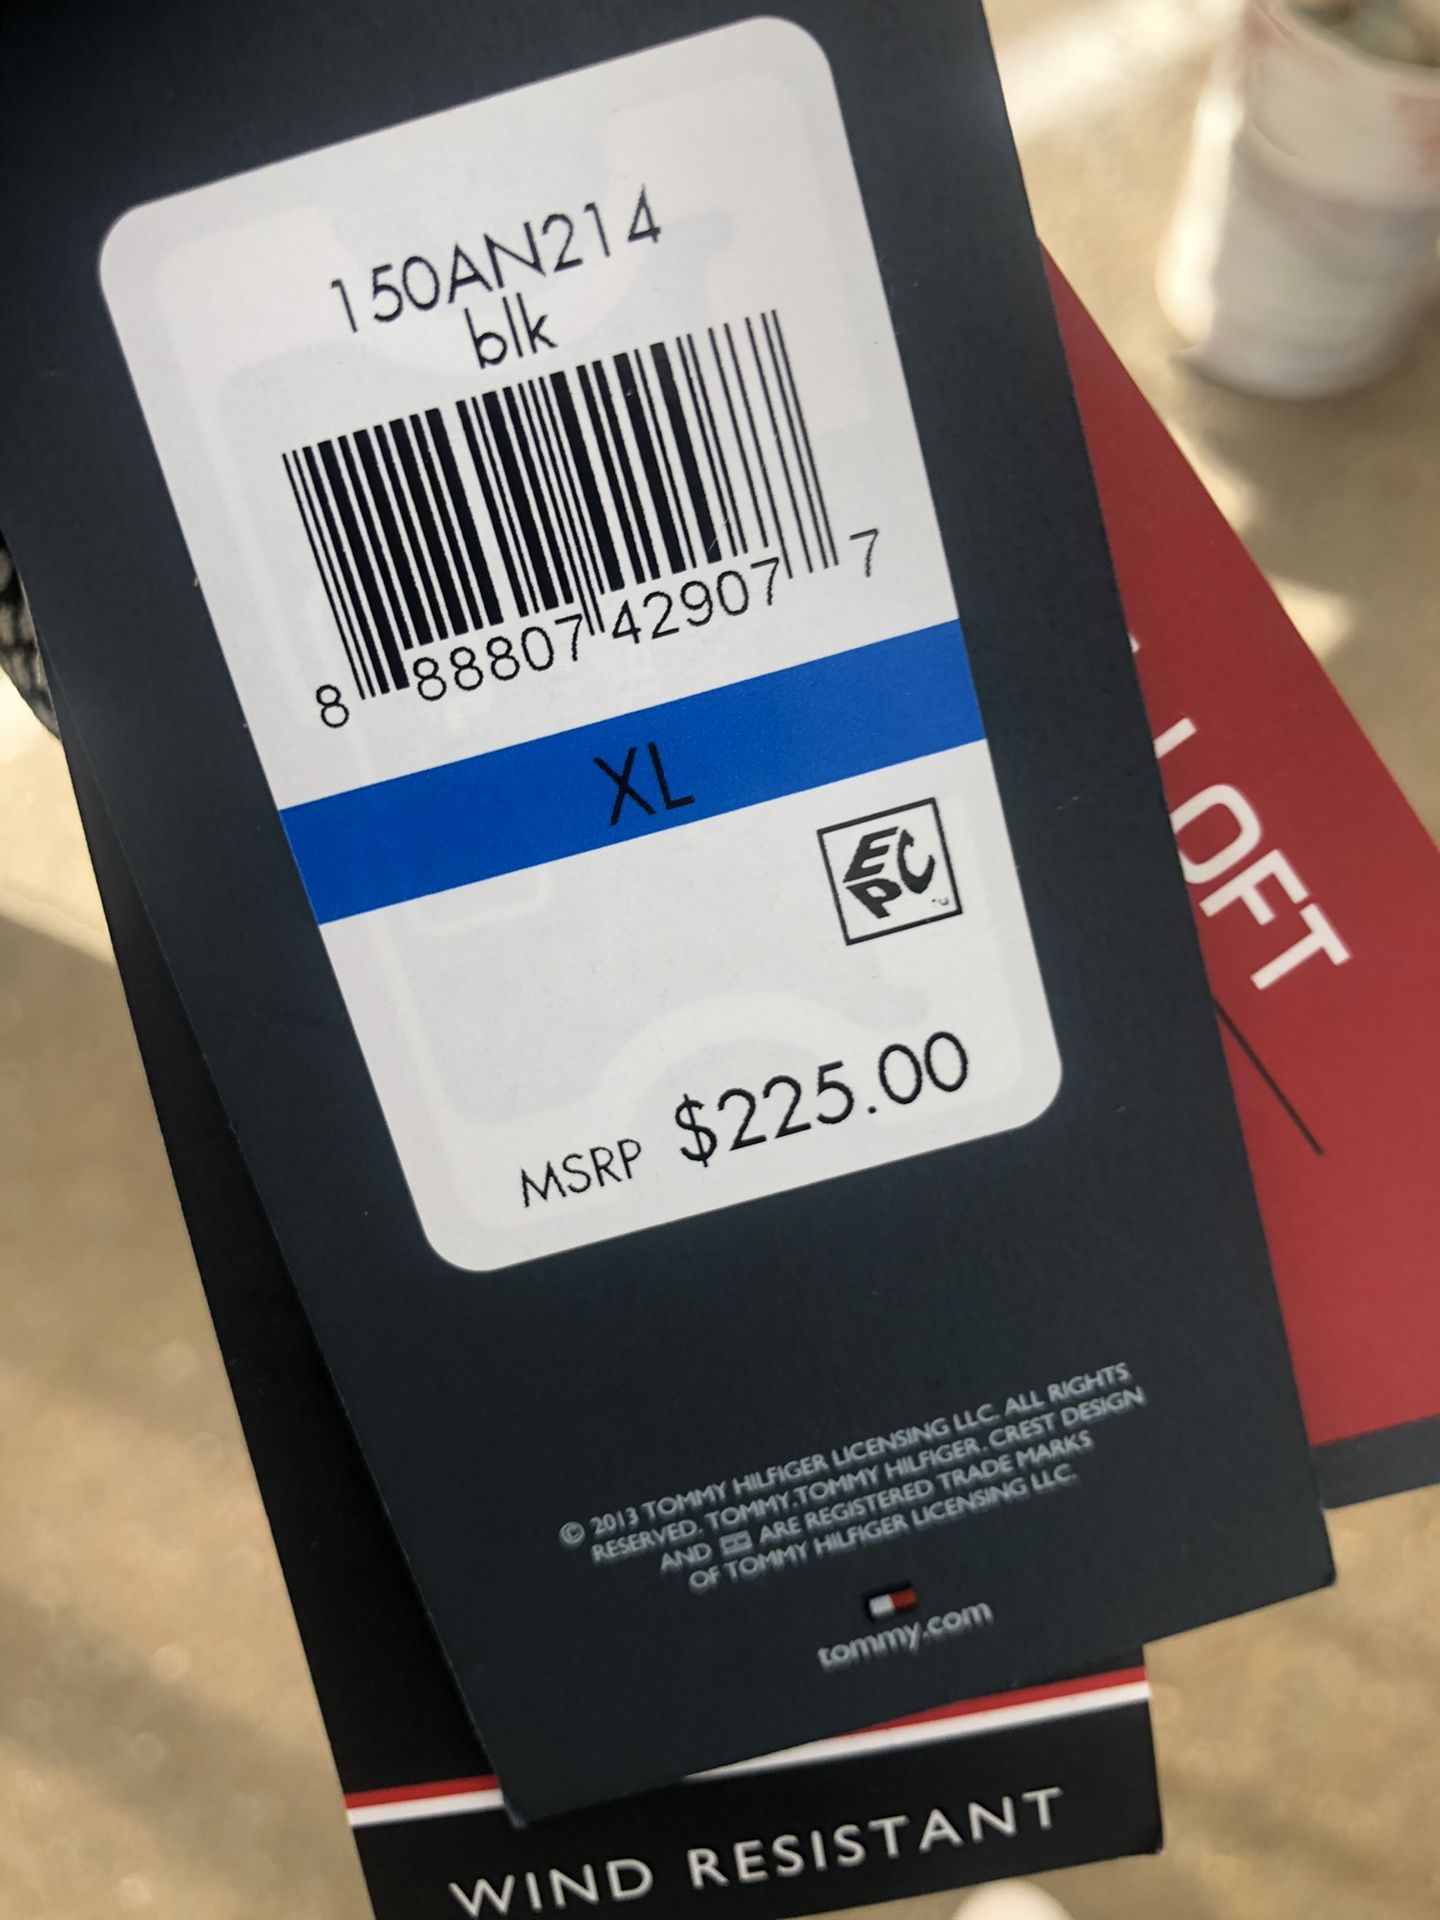 150AN214
blk
8 88807 42907 7
XL
EPC
MSRP $225.00
© 2013 TOMMY HILFIGER LICENSING LLC. ALL RIGHTS
RESERVED. TOMMY, TOMMY HILFIGER, CREST DESIGN
AND ARE REGISTERED TRADE MARKS
OF TOMMY HILFIGER LICENSING LLC.
tommy.com
LOFT
WIND RESISTANT